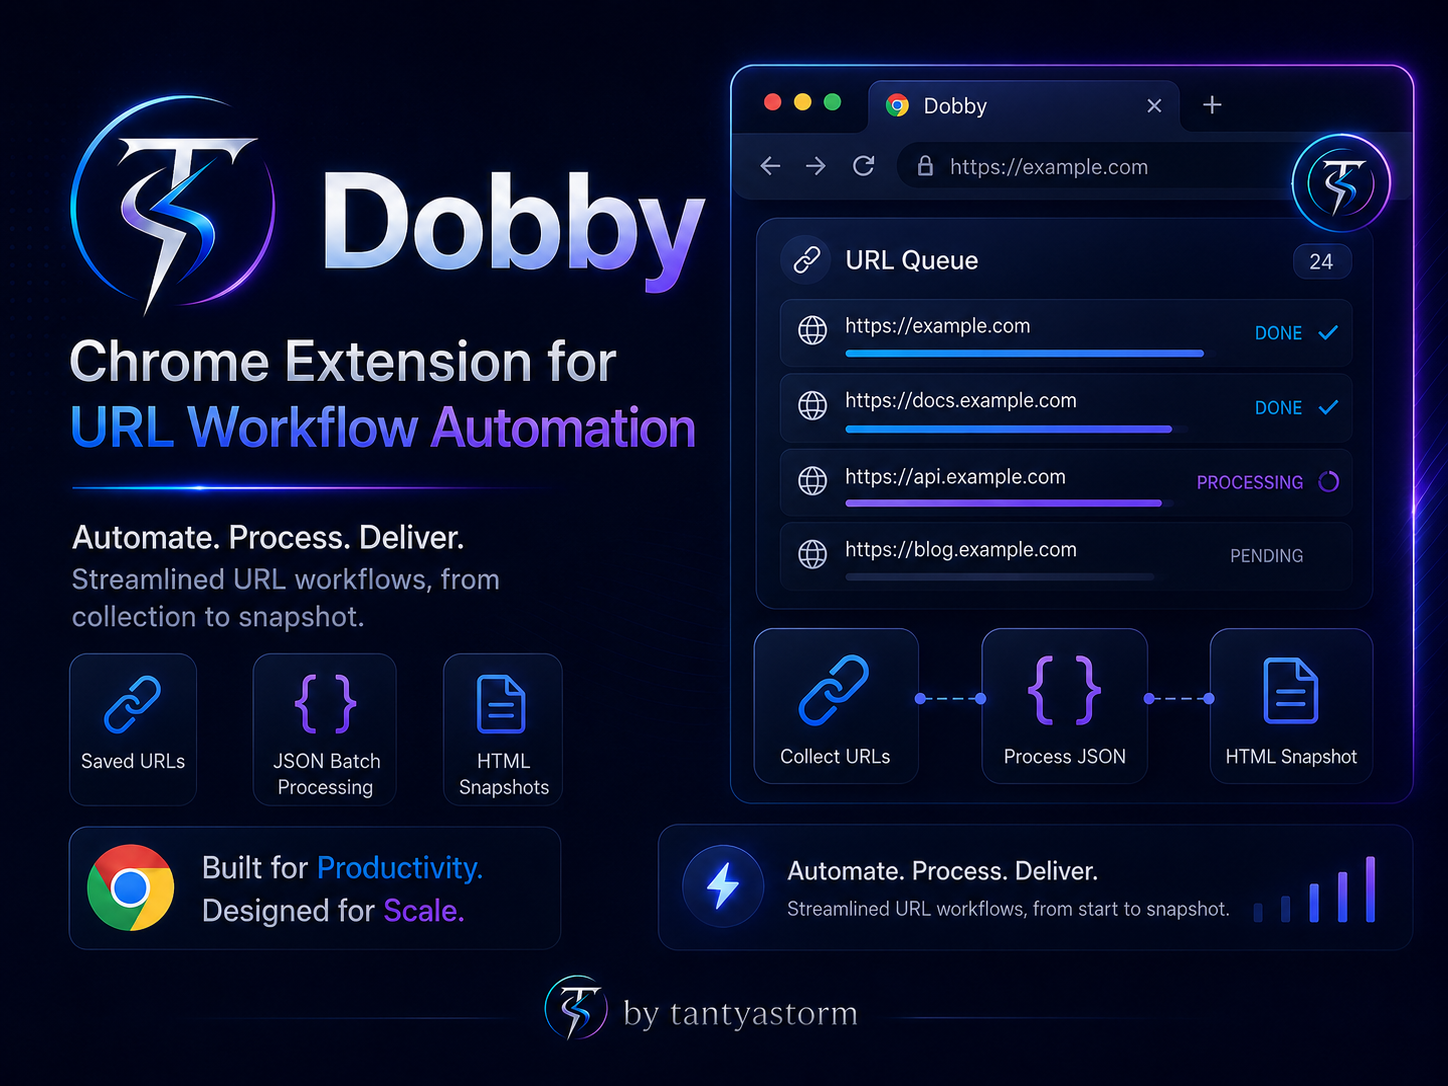 Dobby
Chrome Extension for
URL Workflow Automation
Automate. Process. Deliver.
Streamlined URL workflows, from
collection to snapshot.
Saved URLs
JSON Batch
Processing
HTML
Snapshots
Built for Productivity.
Designed for Scale.
Dobby
https://example.com
URL Queue
24
https://example.com
DONE
https://docs.example.com
DONE
https://api.example.com
PROCESSING
https://blog.example.com
PENDING
Collect URLs
Process JSON
HTML Snapshot
Automate. Process. Deliver.
Streamlined URL workflows, from start to snapshot.
by tantyastorm